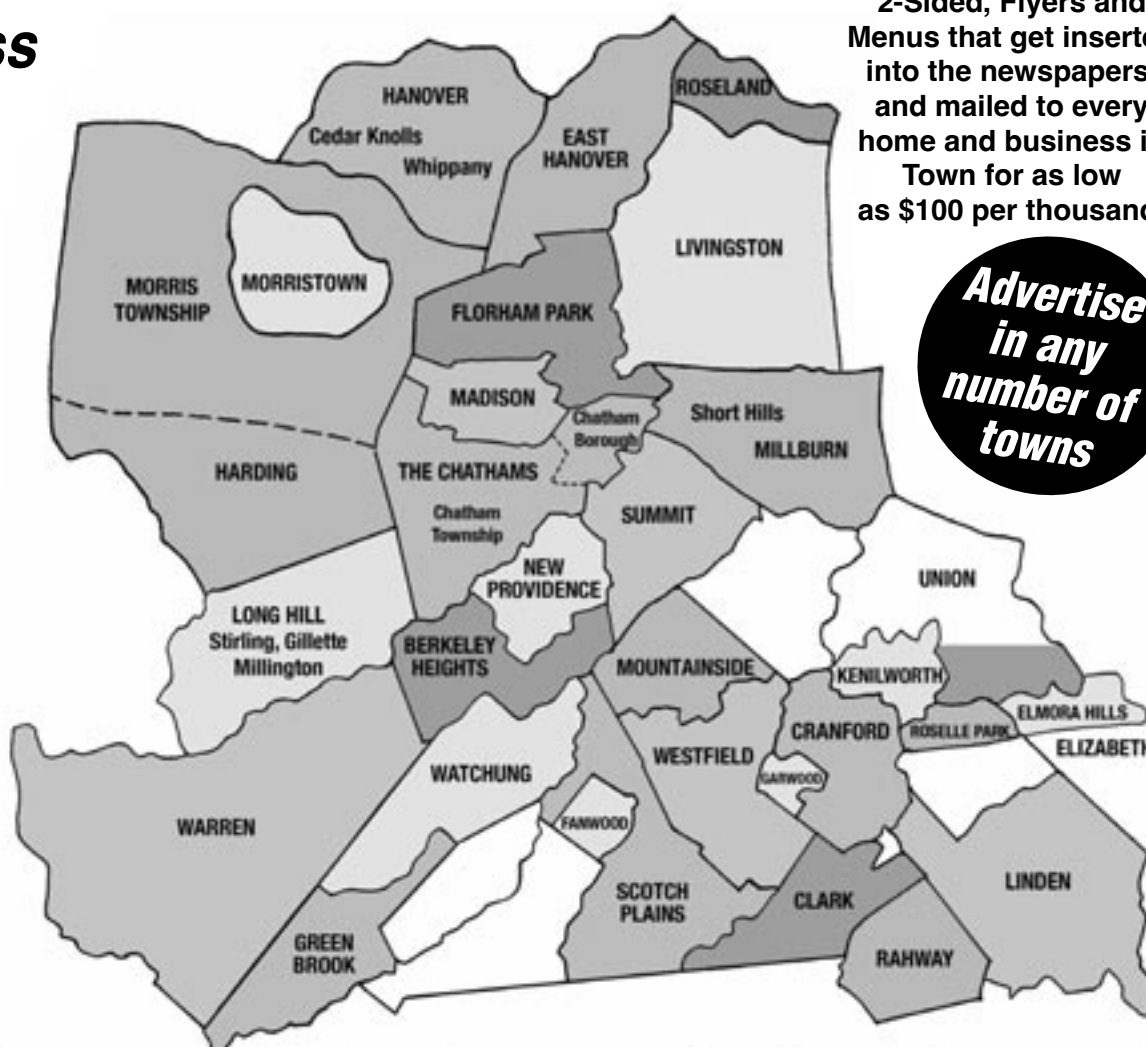 2-Sided, Flyers and
Menus that get
into the newspapers
and mailed to every
home and business
Town for as low
as $100 per
Advertise
in any
number of
towns
ROSELAND
HANOVER
Cedar Knolls
Whippany
EAST
HANOVER
LIVINGSTON
MORRIS
TOWNSHIP
MORRISTOWN
FLORHAM PARK
MADISON
Chatham
Borough
Short Hills
MILLBURN
HARDING
THE CHATHAMS
Chatham
Township
SUMMIT
NEW
PROVIDENCE
UNION
LONG HILL
Stirling, Gillette
Millington
BERKELEY
HEIGHTS
MOUNTAINSIDE
KENILWORTH
ELMORA HILLS
CRANFORD
ROSELLE PARK
ELIZABETH
WESTFIELD
GARWOOD
WATCHUNG
WARREN
FANWOOD
SCOTCH
PLAINS
CLARK
LINDEN
GREEN
BROOK
RAHWAY